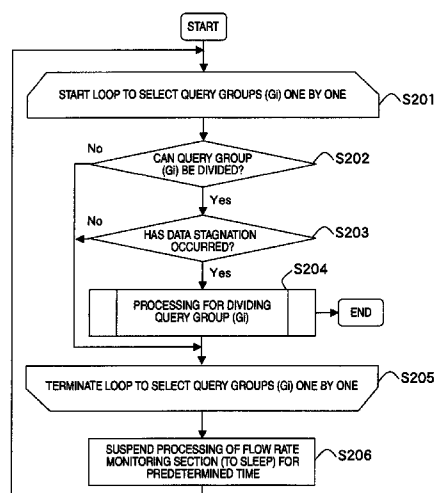 START
START LOOP TO SELECT QUERY GROUPS (Gi) ONE BY ONE
S201
No
CAN QUERY GROUP
(Gi) BE DIVIDED?
S202
Yes
No
HAS DATA STAGNATION
OCCURRED?
S203
Yes
S204
PROCESSING FOR DIVIDING
QUERY GROUP (Gi)
END
TERMINATE LOOP TO SELECT QUERY GROUPS (Gi) ONE BY ONE
S205
SUSPEND PROCESSING OF FLOW RATE
MONITORING SECTION (TO SLEEP) FOR
PREDETERMINED TIME
S206